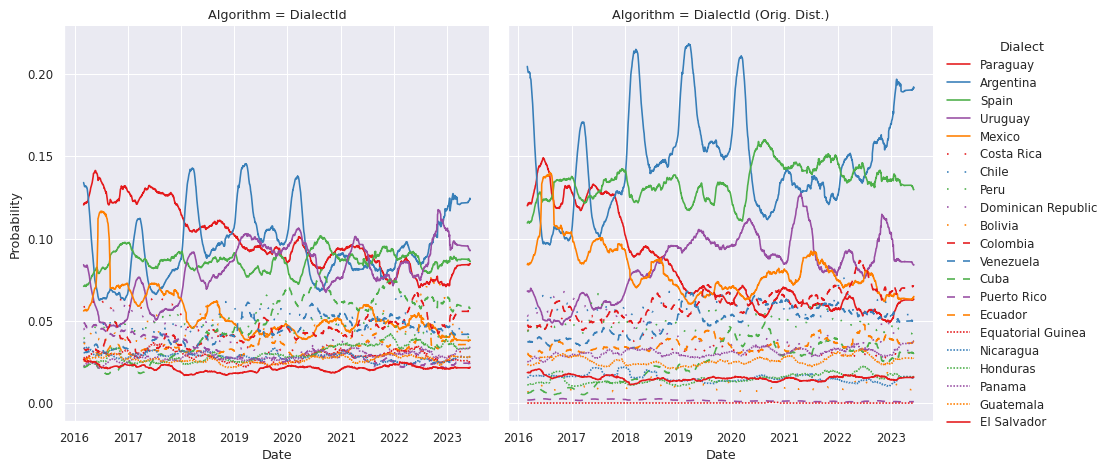 Algorithm = DialectId
Algorithm = DialectId (Orig. Dist.)
Probability
0.20
0.15
0.10
0.05
0.00
2016 2017 2018 2019 2020 2021 2022 2023
2016 2017 2018 2019 2020 2021 2022 2023
Date
Date
Dialect
Paraguay
Argentina
Spain
Uruguay
Mexico
Costa Rica
Chile
Peru
Dominican Republic
Bolivia
Colombia
Venezuela
Cuba
Puerto Rico
Ecuador
Equatorial Guinea
Nicaragua
Honduras
Panama
Guatemala
El Salvador